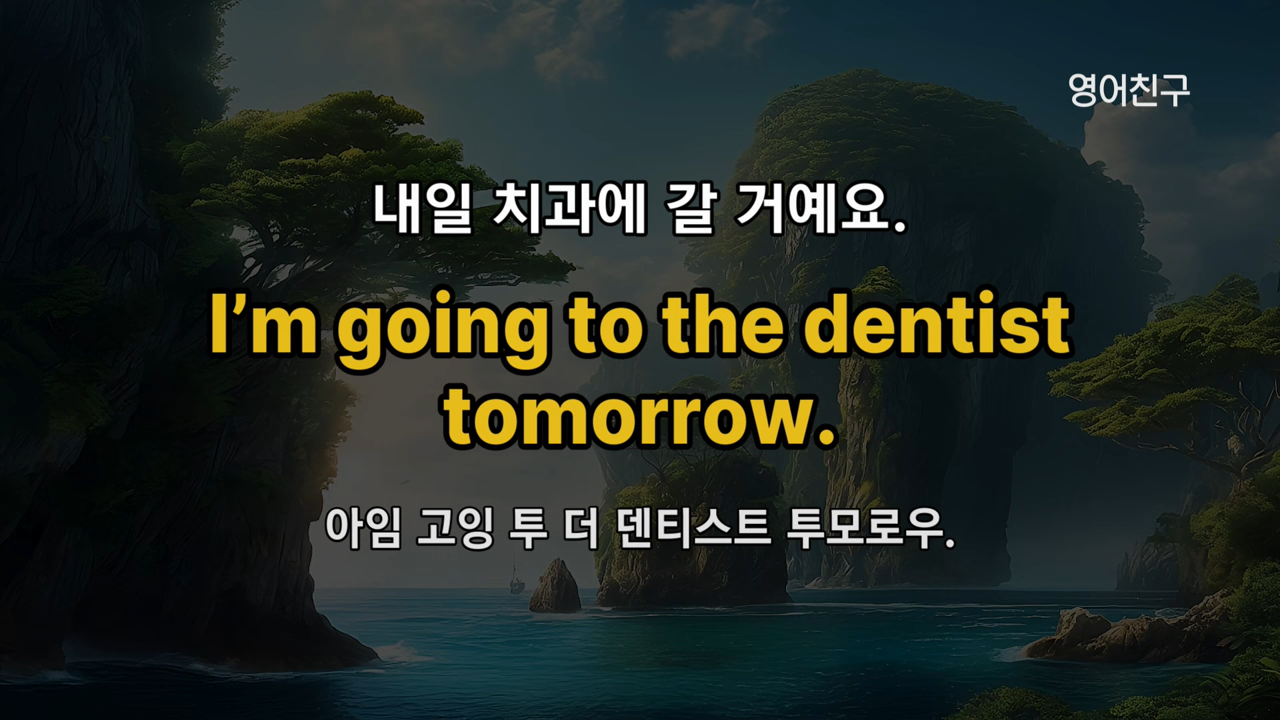 영어친구
내일 치과에 갈 거예요.
I’m going to the dentist
tomorrow.
아임 고잉 투 더 덴티스트 투모로우.